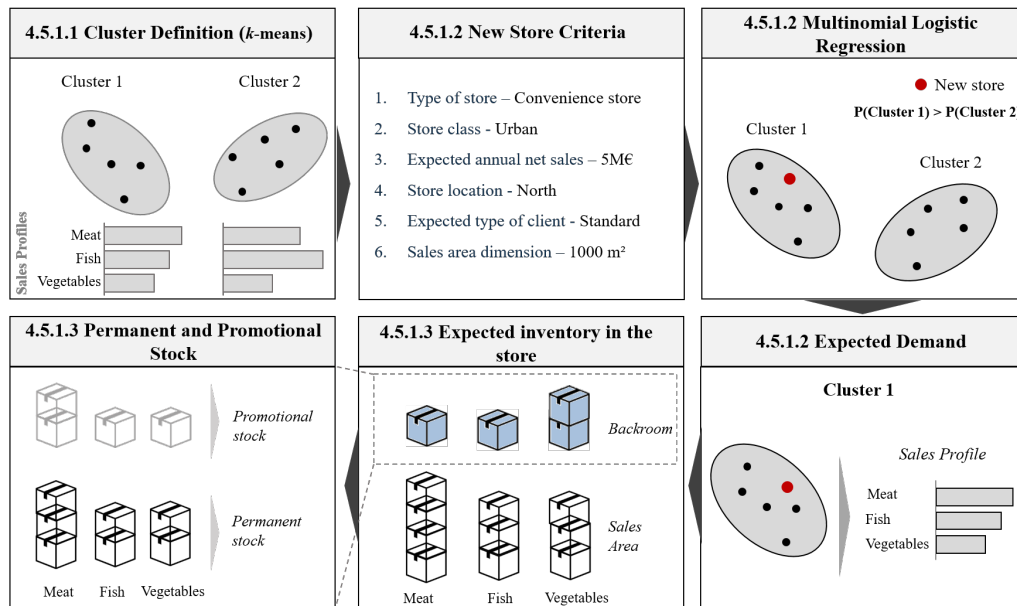 4.5.1.1 Cluster Definition (k-means)
Cluster 1
Cluster 2
Sales Profiles
Meat
Fish
Vegetables
4.5.1.2 New Store Criteria
1. Type of store – Convenience store
2. Store class - Urban
3. Expected annual net sales – 5M€
4. Store location - North
5. Expected type of client - Standard
6. Sales area dimension – 1000 m²
4.5.1.2 Multinomial Logistic
Regression
New store
P(Cluster 1) > P(Cluster 2)
Cluster 1
Cluster 2
4.5.1.3 Permanent and Promotional
Stock
Promotional
stock
Permanent
stock
Meat
Fish
Vegetables
4.5.1.3 Expected inventory in the
store
Backroom
Sales
Area
Meat
Fish
Vegetables
4.5.1.2 Expected Demand
Cluster 1
Sales Profile
Meat
Fish
Vegetables